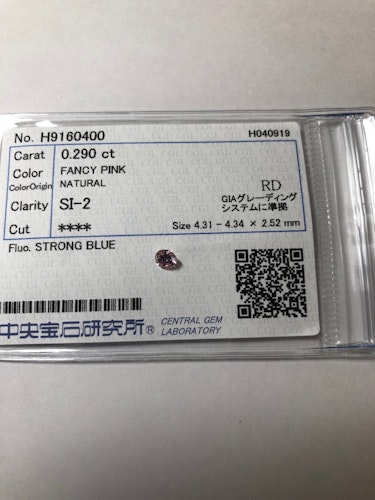 No. H9160400 H040919
Carat 0.290 ct
Color FANCY PINK
ColorOrigin NATURAL
RD
Clarity SI-2
GIAグレーディング
システムに準拠
Cut ****
Size 4.31 - 4.34 × 2.52 mm
Fluo. STRONG BLUE
中央宝石研究所®
CENTRAL GEM
LABORATORY